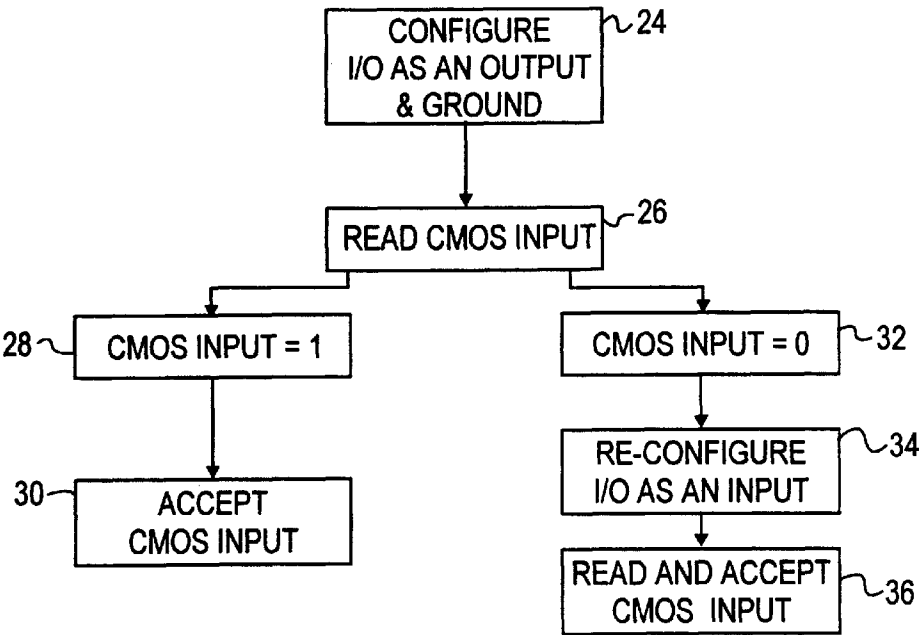 CONFIGURE
I/O AS AN OUTPUT
& GROUND
24
READ CMOS INPUT
26
28
CMOS INPUT = 1
CMOS INPUT = 0
32
30
ACCEPT
CMOS INPUT
RE-CONFIGURE
I/O AS AN INPUT
34
READ AND ACCEPT
CMOS INPUT
36